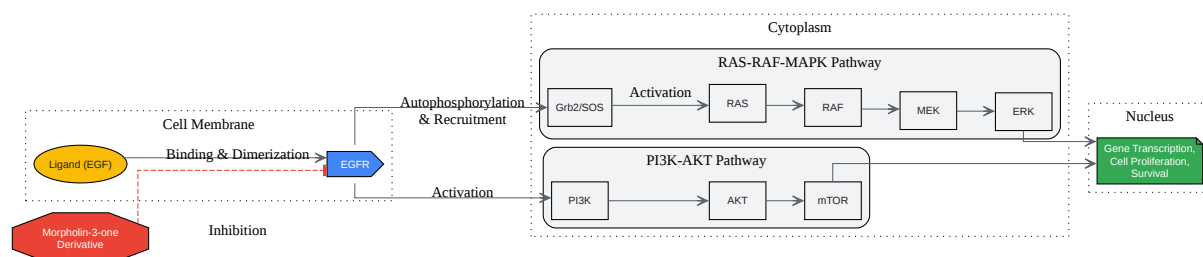 Cytoplasm
RAS-RAF-MAPK Pathway
Autophosphorylation
& Recruitment
Grb2/SOS
Activation
RAS
RAF
MEK
ERK
Cell Membrane
Ligand (EGF)
Binding & Dimerization
EGFR
Nucleus
Gene Transcription,
Cell Proliferation,
Survival
PI3K-AKT Pathway
Activation
PI3K
AKT
mTOR
Morpholin-3-one
Derivative
Inhibition